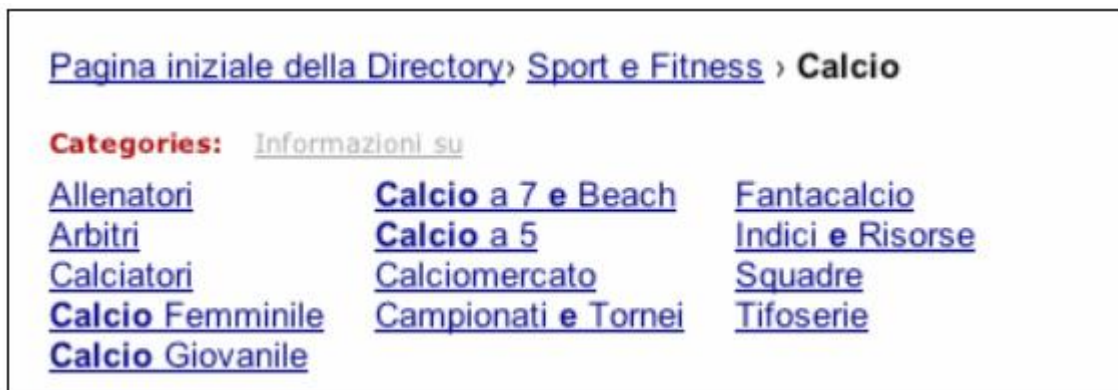 Pagina iniziale della Directory› Sport e Fitness › Calcio
Categories: Informazioni su
Allenatori Calcio a 7 e Beach Fantacalcio
Arbitri Calcio a 5 Indici e Risorse
Calciatori Calciomercato Squadre
Calcio Femminile Campionati e Tornei Tifoserie
Calcio Giovanile